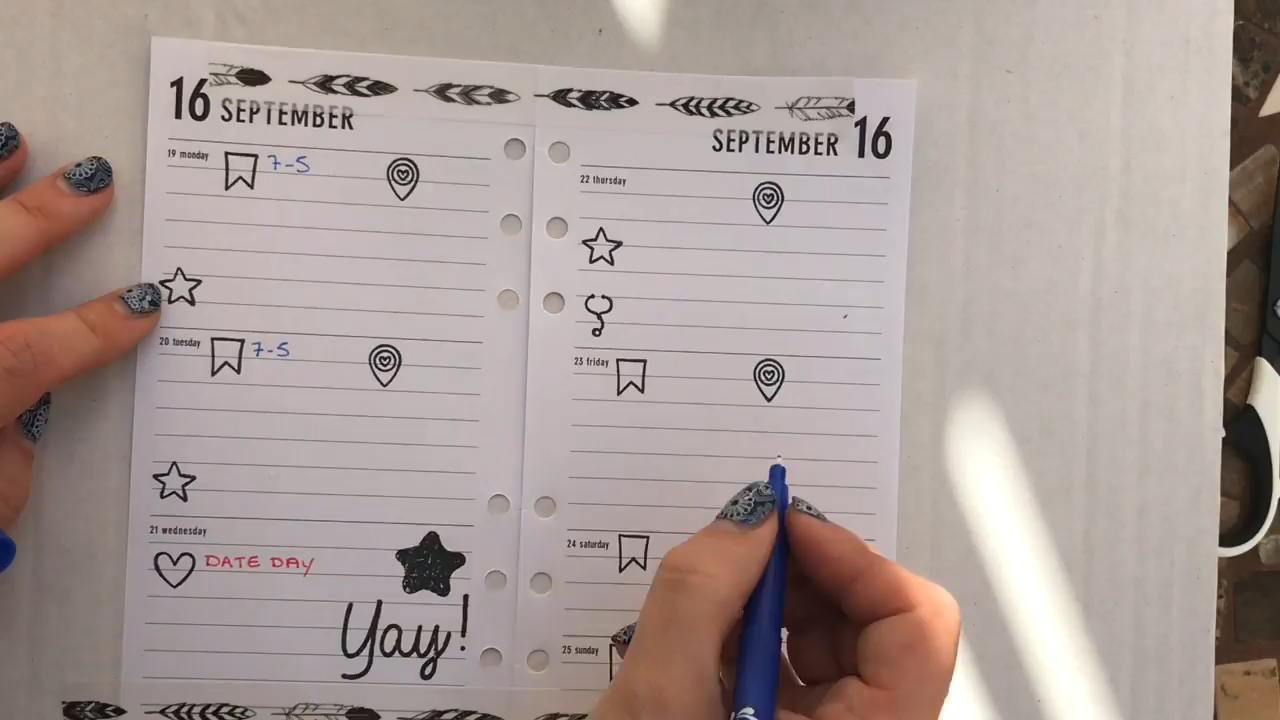 16 SEPTEMBER
19 monday
7-5
20 tuesday
7-5
21 wednesday
DATE DAY
Yay!
SEPTEMBER 16
22 thursday
23 friday
24 saturday
25 sunday